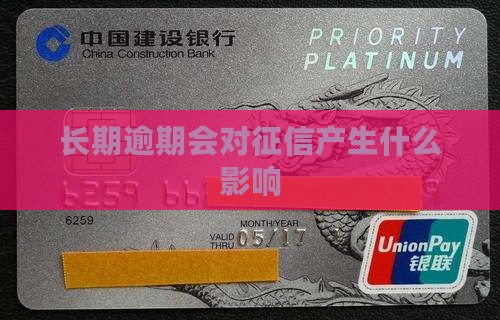 中国建设银行
China Construction Bank
PRIORITY
PLATINUM
长期逾期会对征信产生什么
影响
6259
6259
MONTH/YEAR
VALID
THRU
05/17
UnionPay
银联